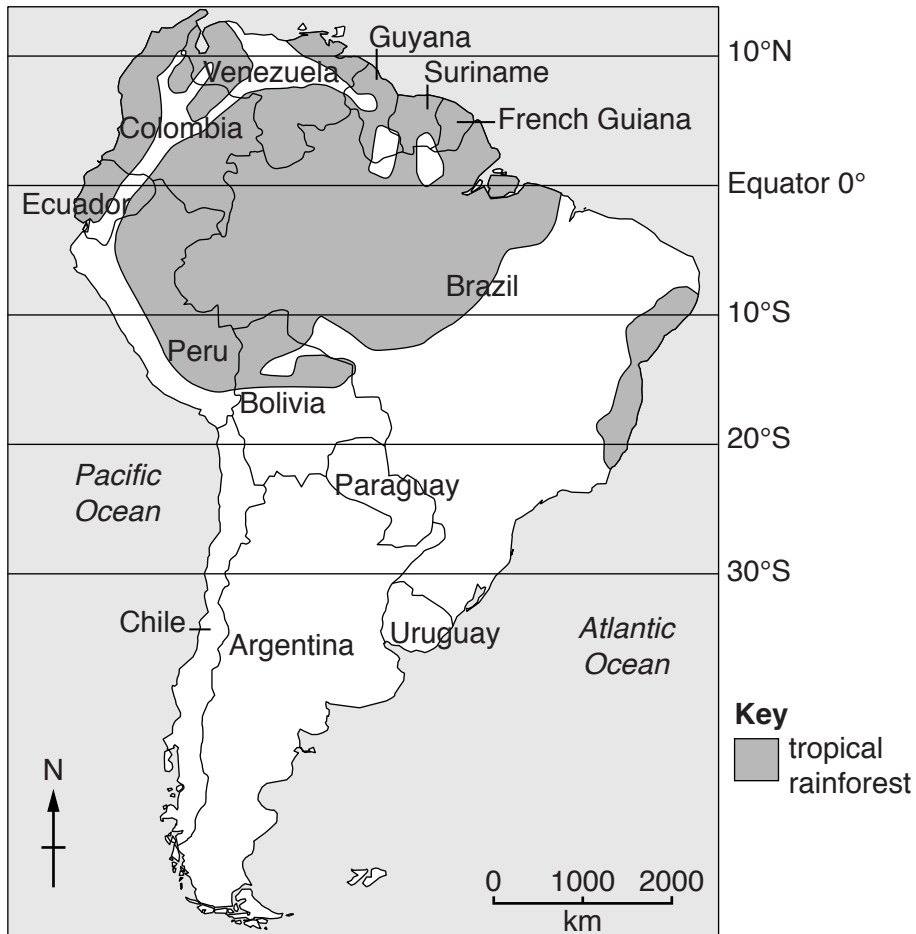 Guyana
10°N
Venezuela
Suriname
Colombia
French Guiana
Equator 0°
Ecuador
Brazil
10°S
Peru
Bolivia
20°S
Pacific
Ocean
Paraguay
30°S
Chile
Argentina
Uruguay
Atlantic
Ocean
Key
tropical
rainforest
N
0 1000 2000
km